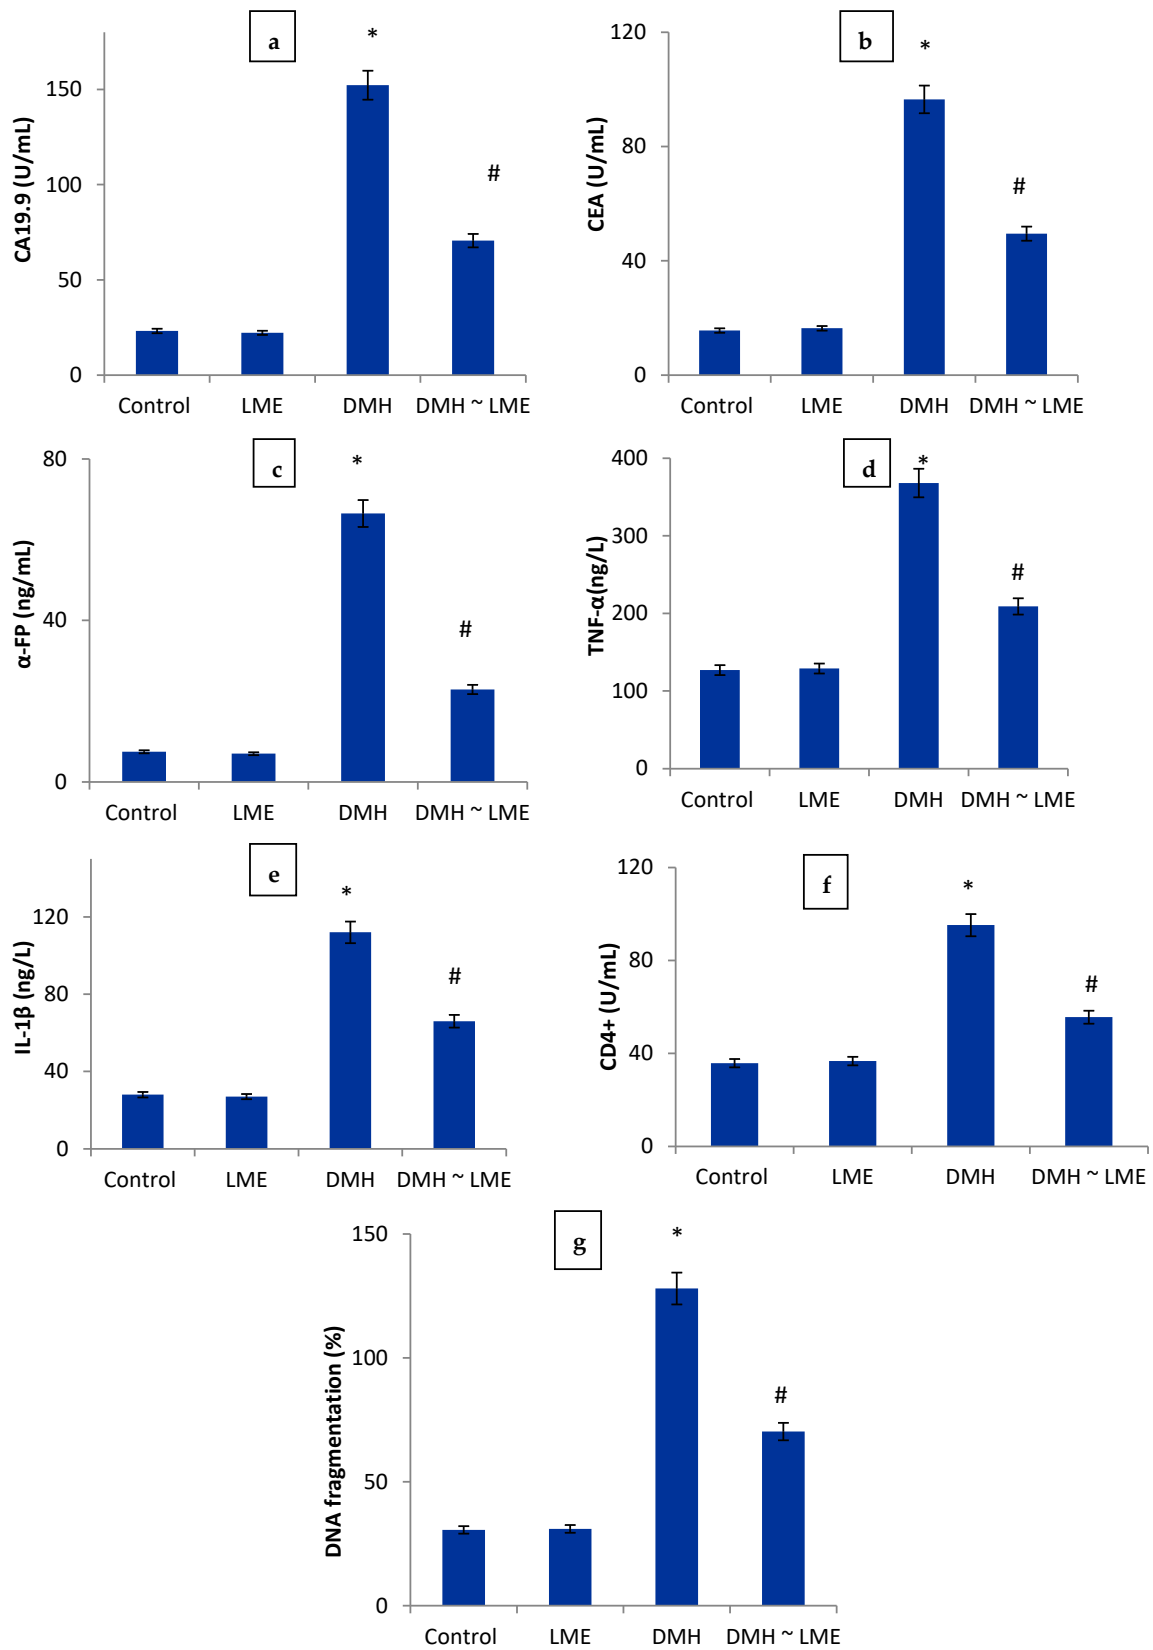 a
CA19.9 (U/mL)
150
100
50
0
*
#
Control LME DMH DMH ~ LME
b
CEA (U/mL)
120
80
40
0
*
#
Control LME DMH DMH ~ LME
c
α-FP (ng/mL)
80
40
0
*
#
Control LME DMH DMH ~ LME
d
TNF-α(ng/L)
400
300
200
100
0
*
#
Control LME DMH DMH ~ LME
e
IL-1β (ng/L)
120
80
40
0
*
#
Control LME DMH DMH ~ LME
f
CD4+ (U/mL)
120
80
40
0
*
#
Control LME DMH DMH ~ LME
g
DNA fragmentation (%)
150
100
50
0
*
#
Control LME DMH DMH ~ LME